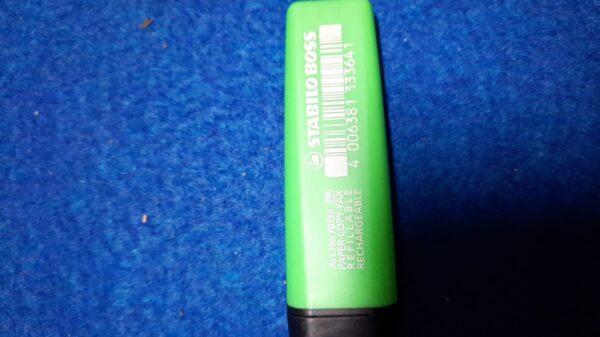 STABILO BOSS
4 006381 333641
Art.No.70/33
PAPER COPY FAX
REFILLABLE
RECHARGEABLE